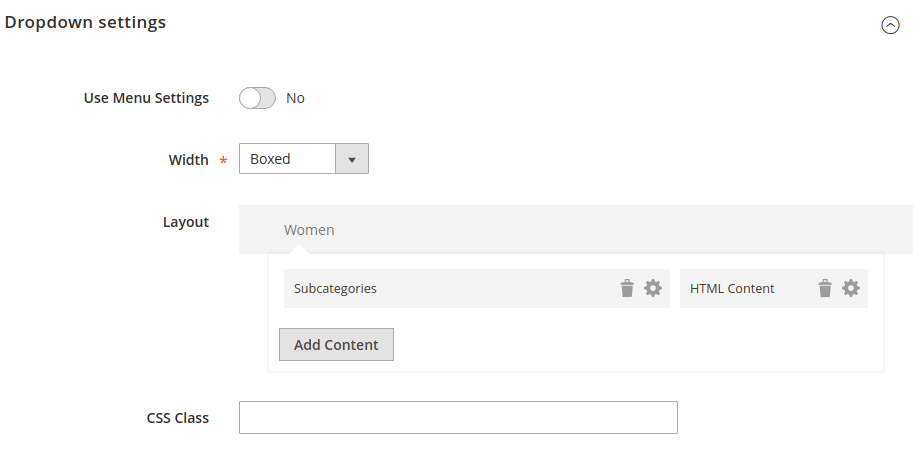 Dropdown settings
Use Menu Settings No
Width * Boxed
Layout
Women
Subcategories HTML Content
Add Content
CSS Class